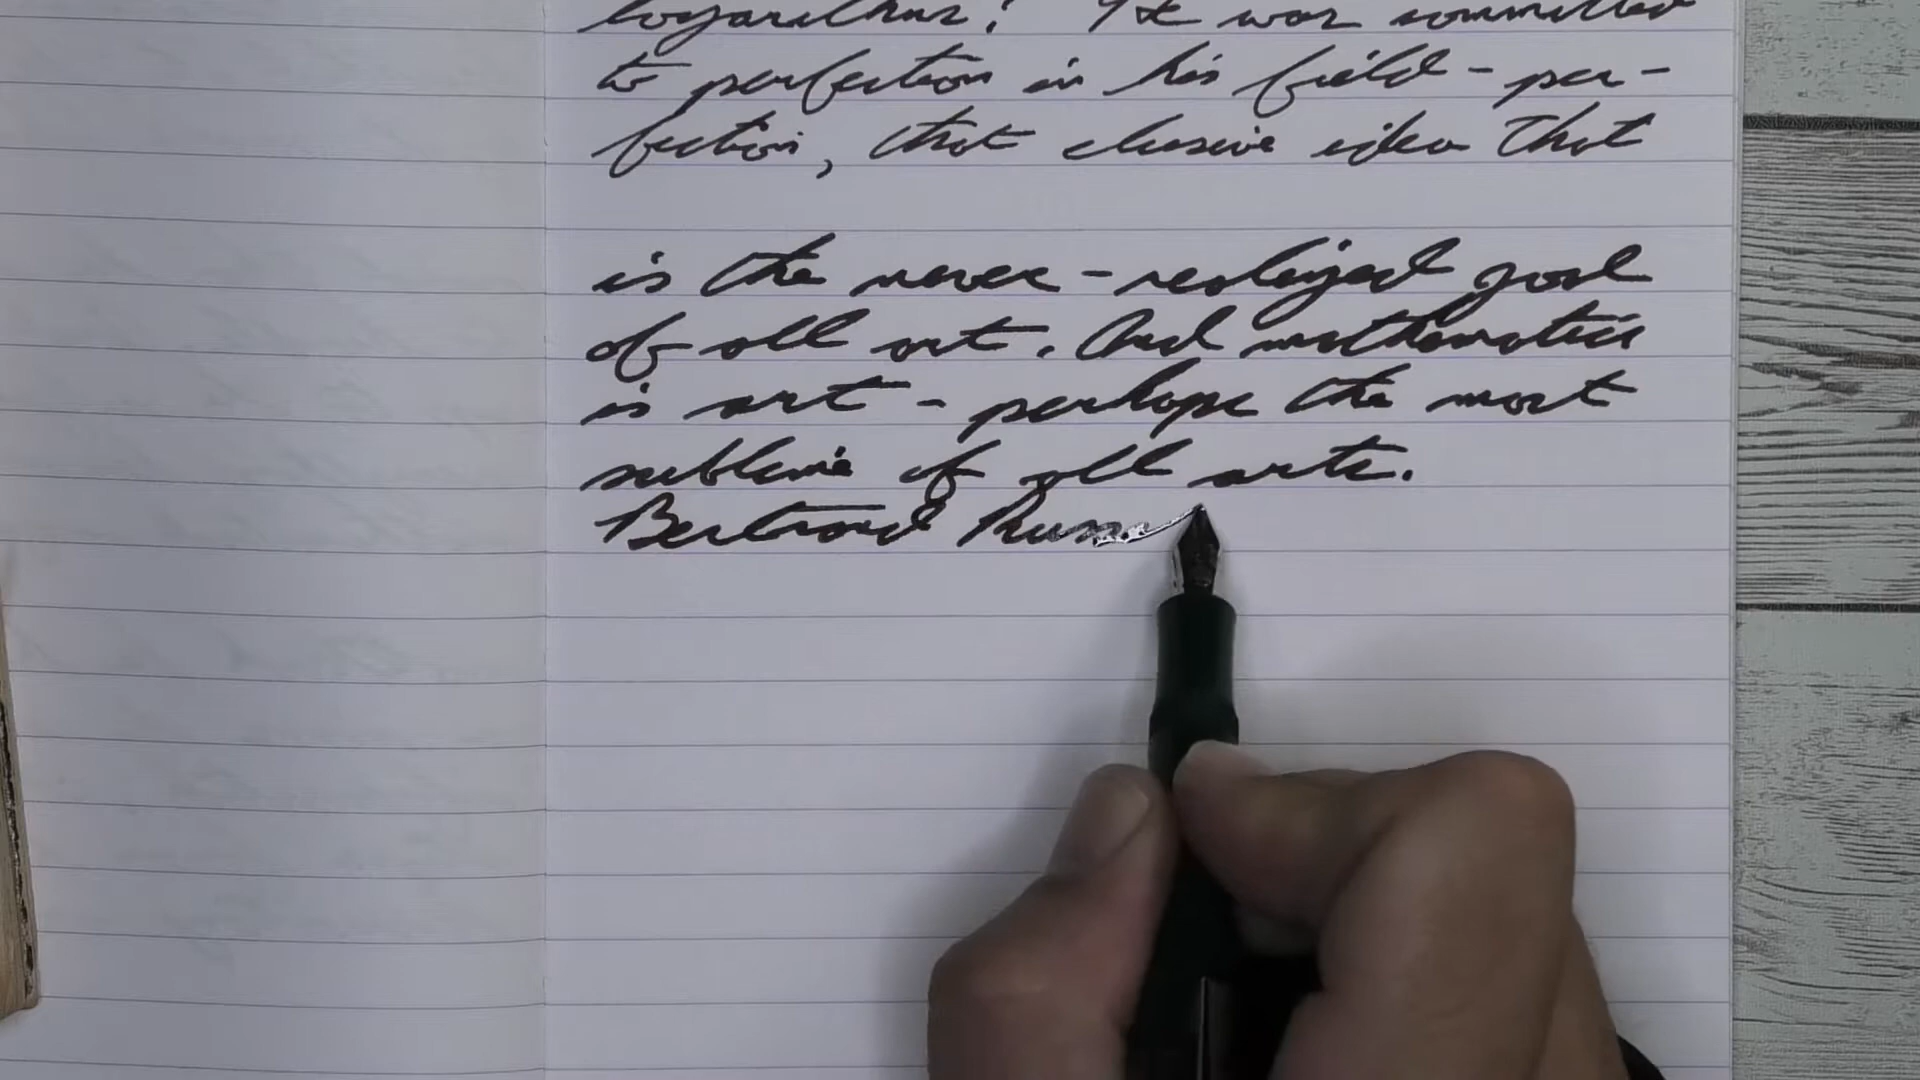 logarithms! He was committed
to perfection in his field - per-
fection, that elusive idea that
is the never-realized goal
of all art. And mathematics
is art - perhaps the most
sublime of all arts.
Bertrand Russe